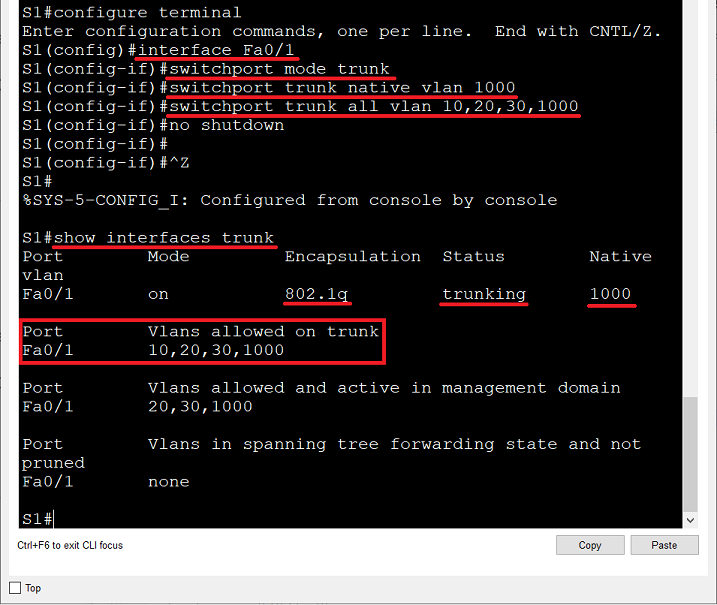 S1#configure terminal
Enter configuration commands, one per line.  End with CNTL/Z.
S1(config)#interface Fa0/1
S1(config-if)#switchport mode trunk
S1(config-if)#switchport trunk native vlan 1000
S1(config-if)#switchport trunk all vlan 10,20,30,1000
S1(config-if)#no shutdown
S1(config-if)#
S1(config-if)#^Z
S1#
%SYS-5-CONFIG_I: Configured from console by console
S1#show interfaces trunk
Port        Mode         Encapsulation  Status        Native
vlan
Fa0/1       on           802.1q         trunking      1000
Port        Vlans allowed on trunk
Fa0/1       10,20,30,1000
Port        Vlans allowed and active in management domain
Fa0/1       20,30,1000
Port        Vlans in spanning tree forwarding state and not
pruned
Fa0/1       none
S1#
Ctrl+F6 to exit CLI focus
Copy
Paste
Top